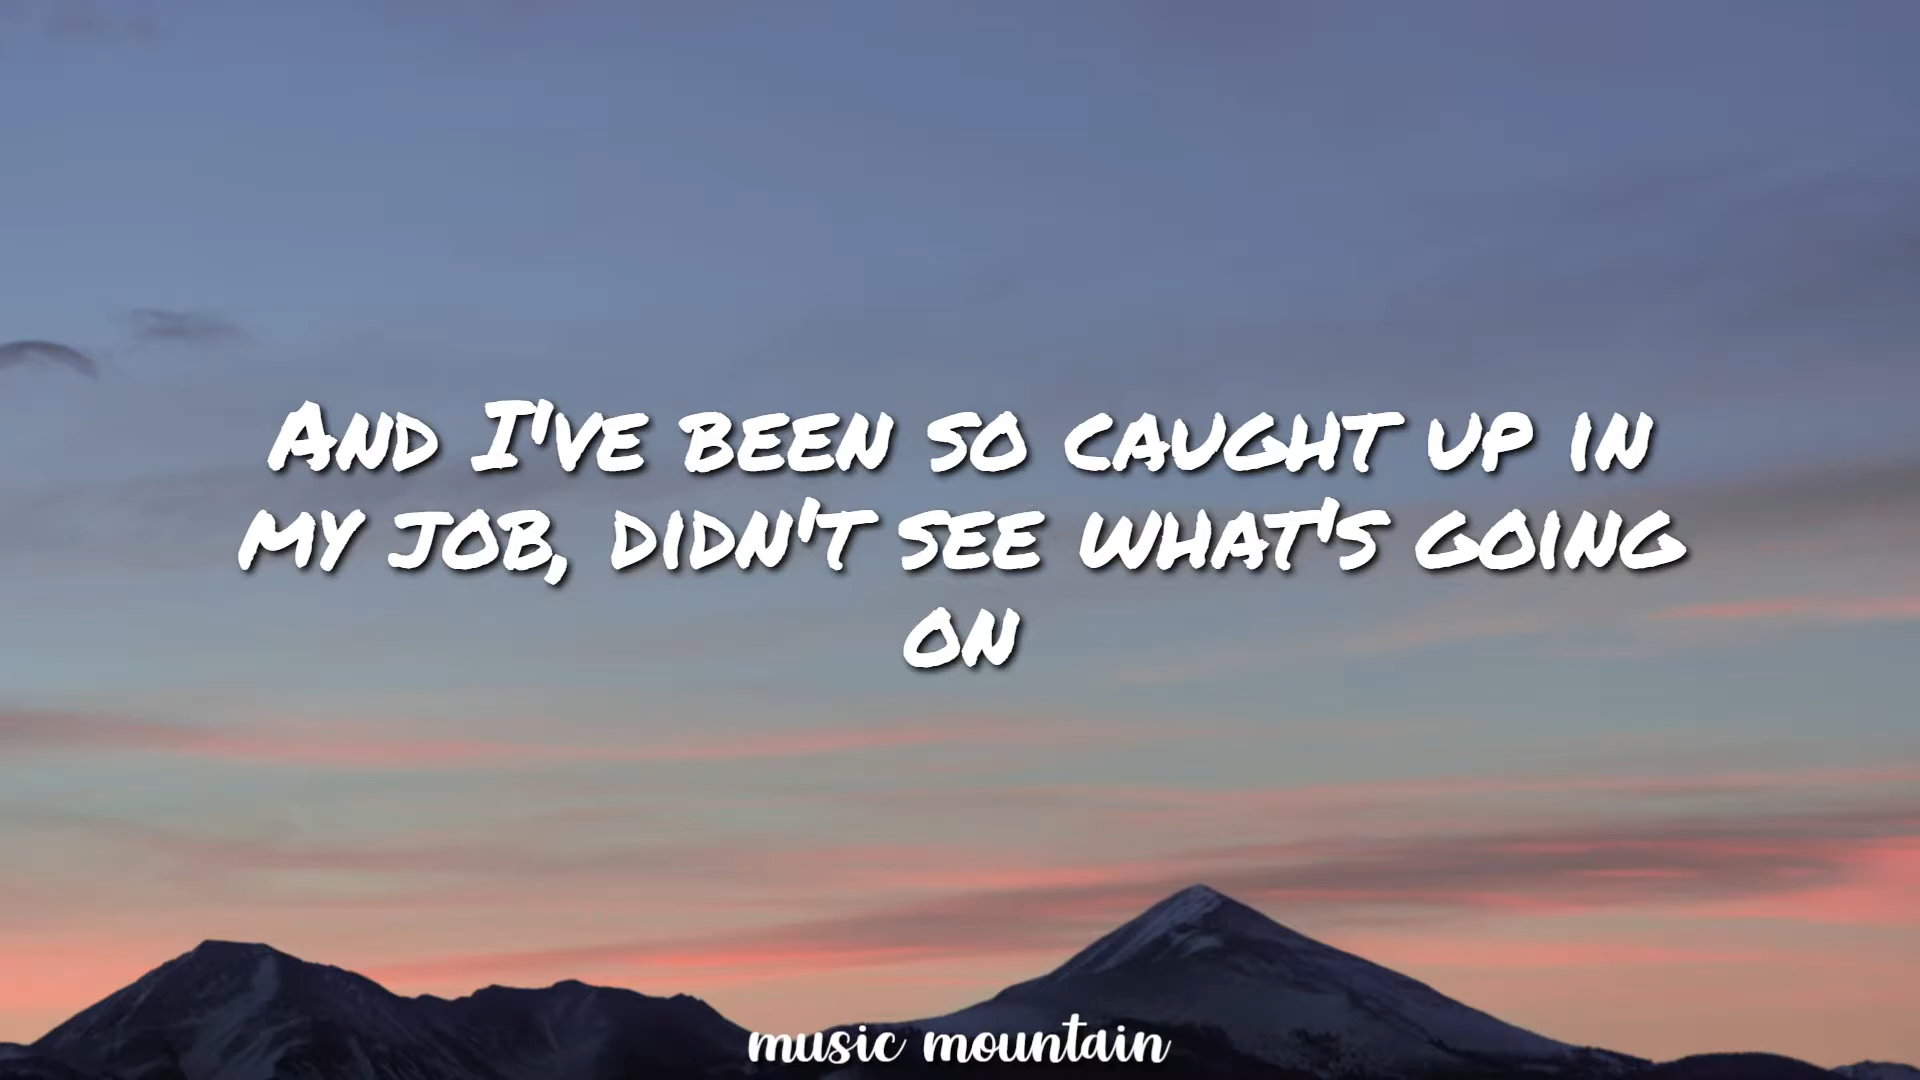 And I've been so caught up in
my job, didn't see what's going
on
music mountain